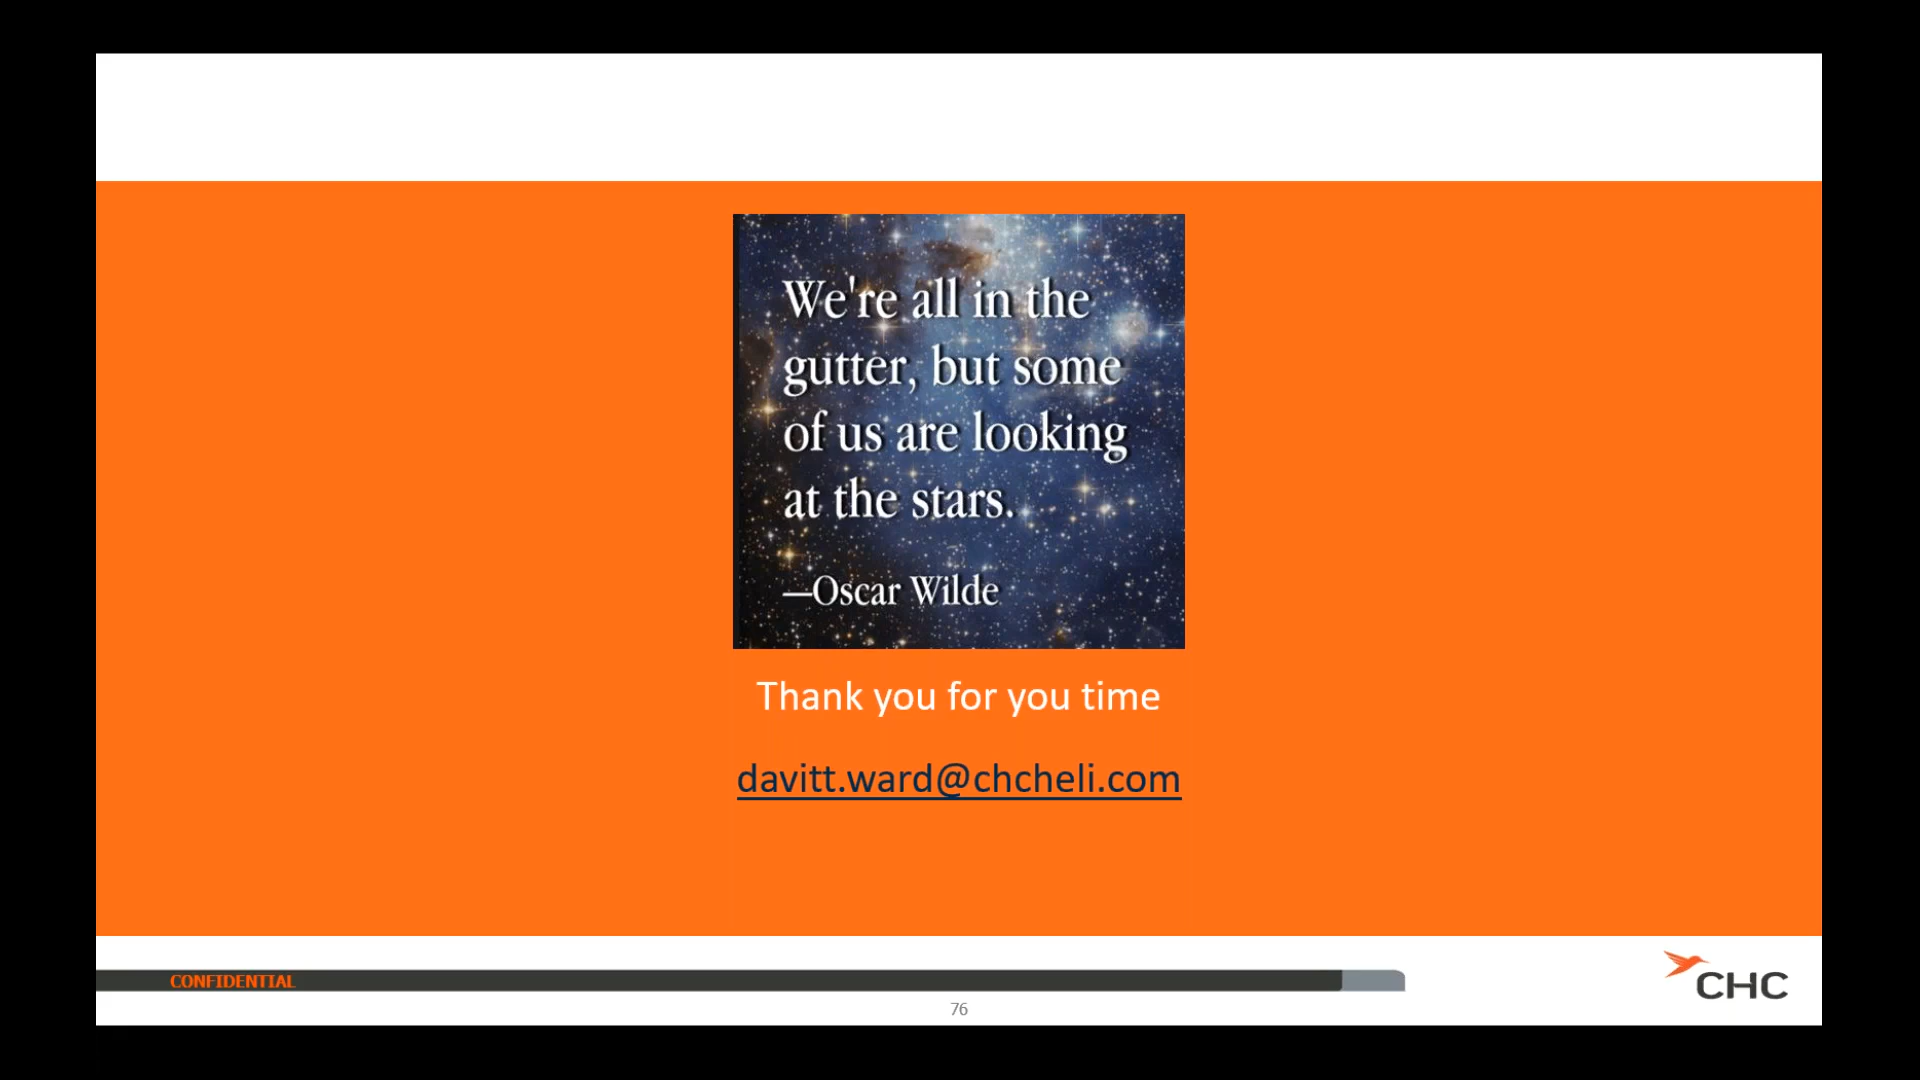 We're all in the
gutter, but some
of us are looking
at the stars.
—Oscar Wilde
Thank you for you time
davitt.ward@chcheli.com
CONFIDENTIAL
CHC
76